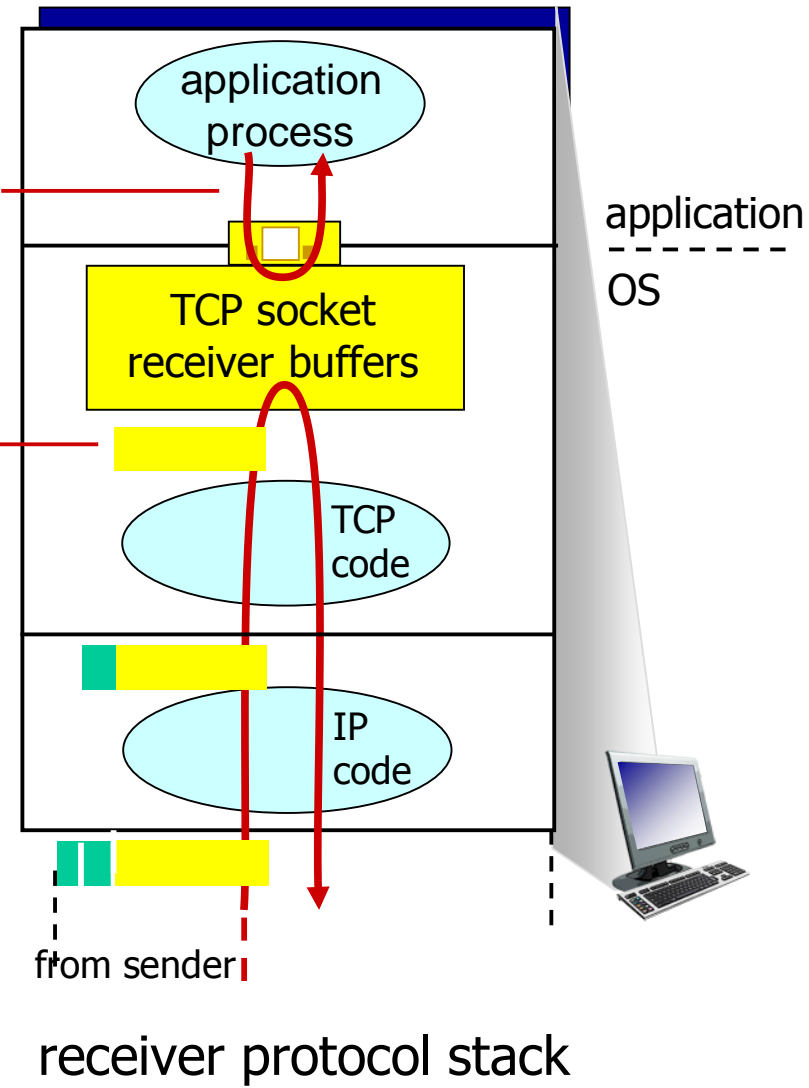 application
process
application
OS
TCP socket
receiver buffers
TCP
code
IP
code
from sender
receiver protocol stack